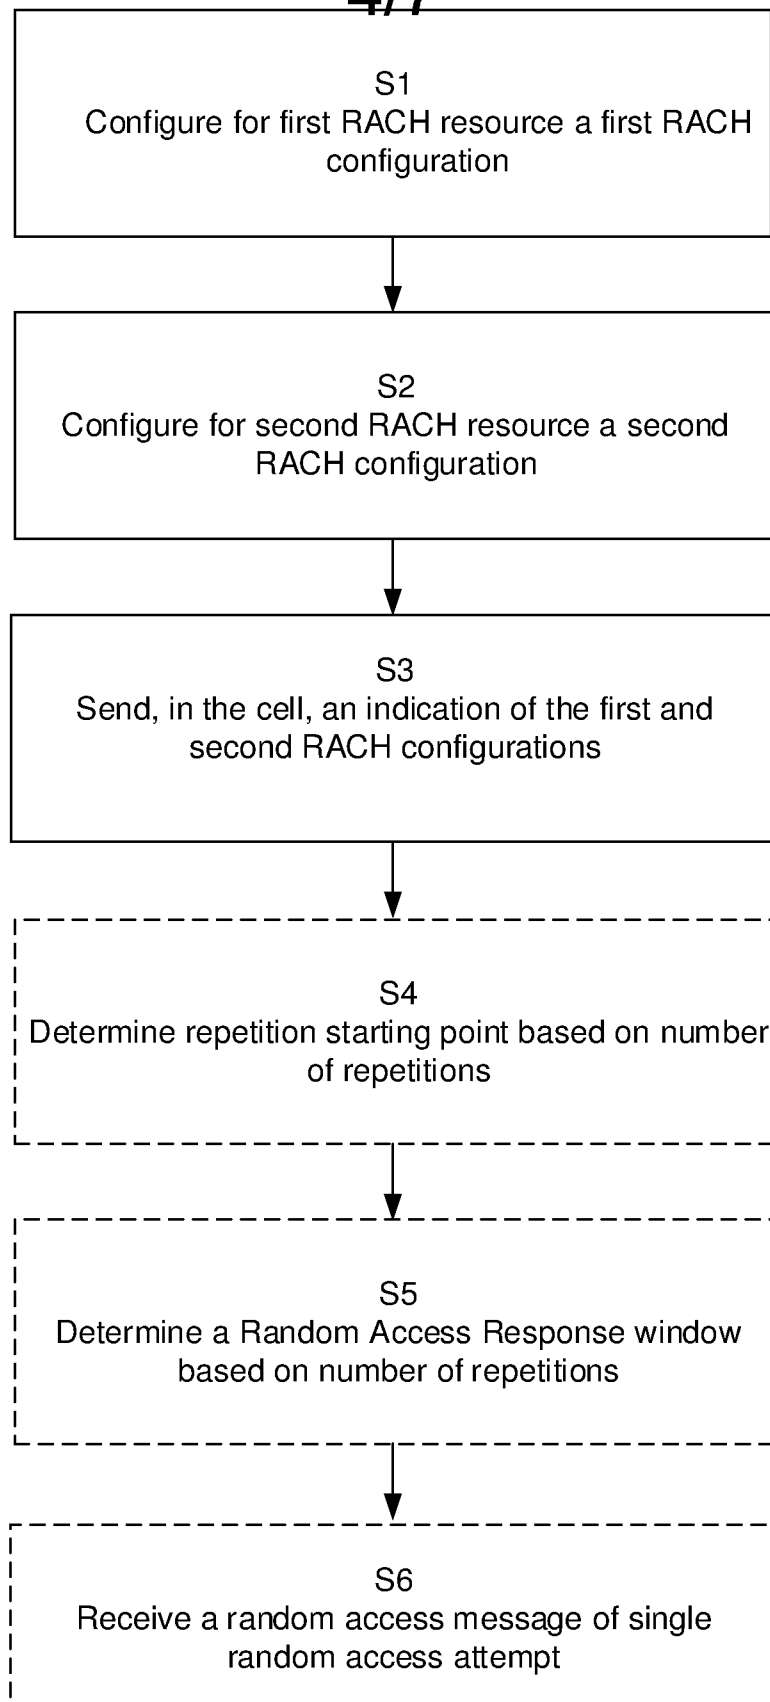 4/7
S1
Configure for first RACH resource a first RACH
configuration
S2
Configure for second RACH resource a second
RACH configuration
S3
Send, in the cell, an indication of the first and
second RACH configurations
S4
Determine repetition starting point based on number
of repetitions
S5
Determine a Random Access Response window
based on number of repetitions
S6
Receive a random access message of single
random access attempt